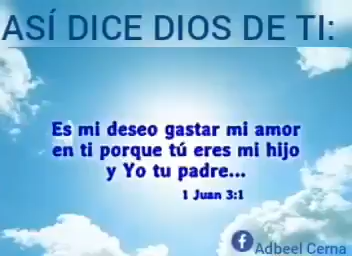 ASÍ DICE DIOS DE TI:
Es mi deseo gastar mi amor
en ti porque tú eres mi hijo
y Yo tu padre...
1 Juan 3:1
f Adbeel Cerna